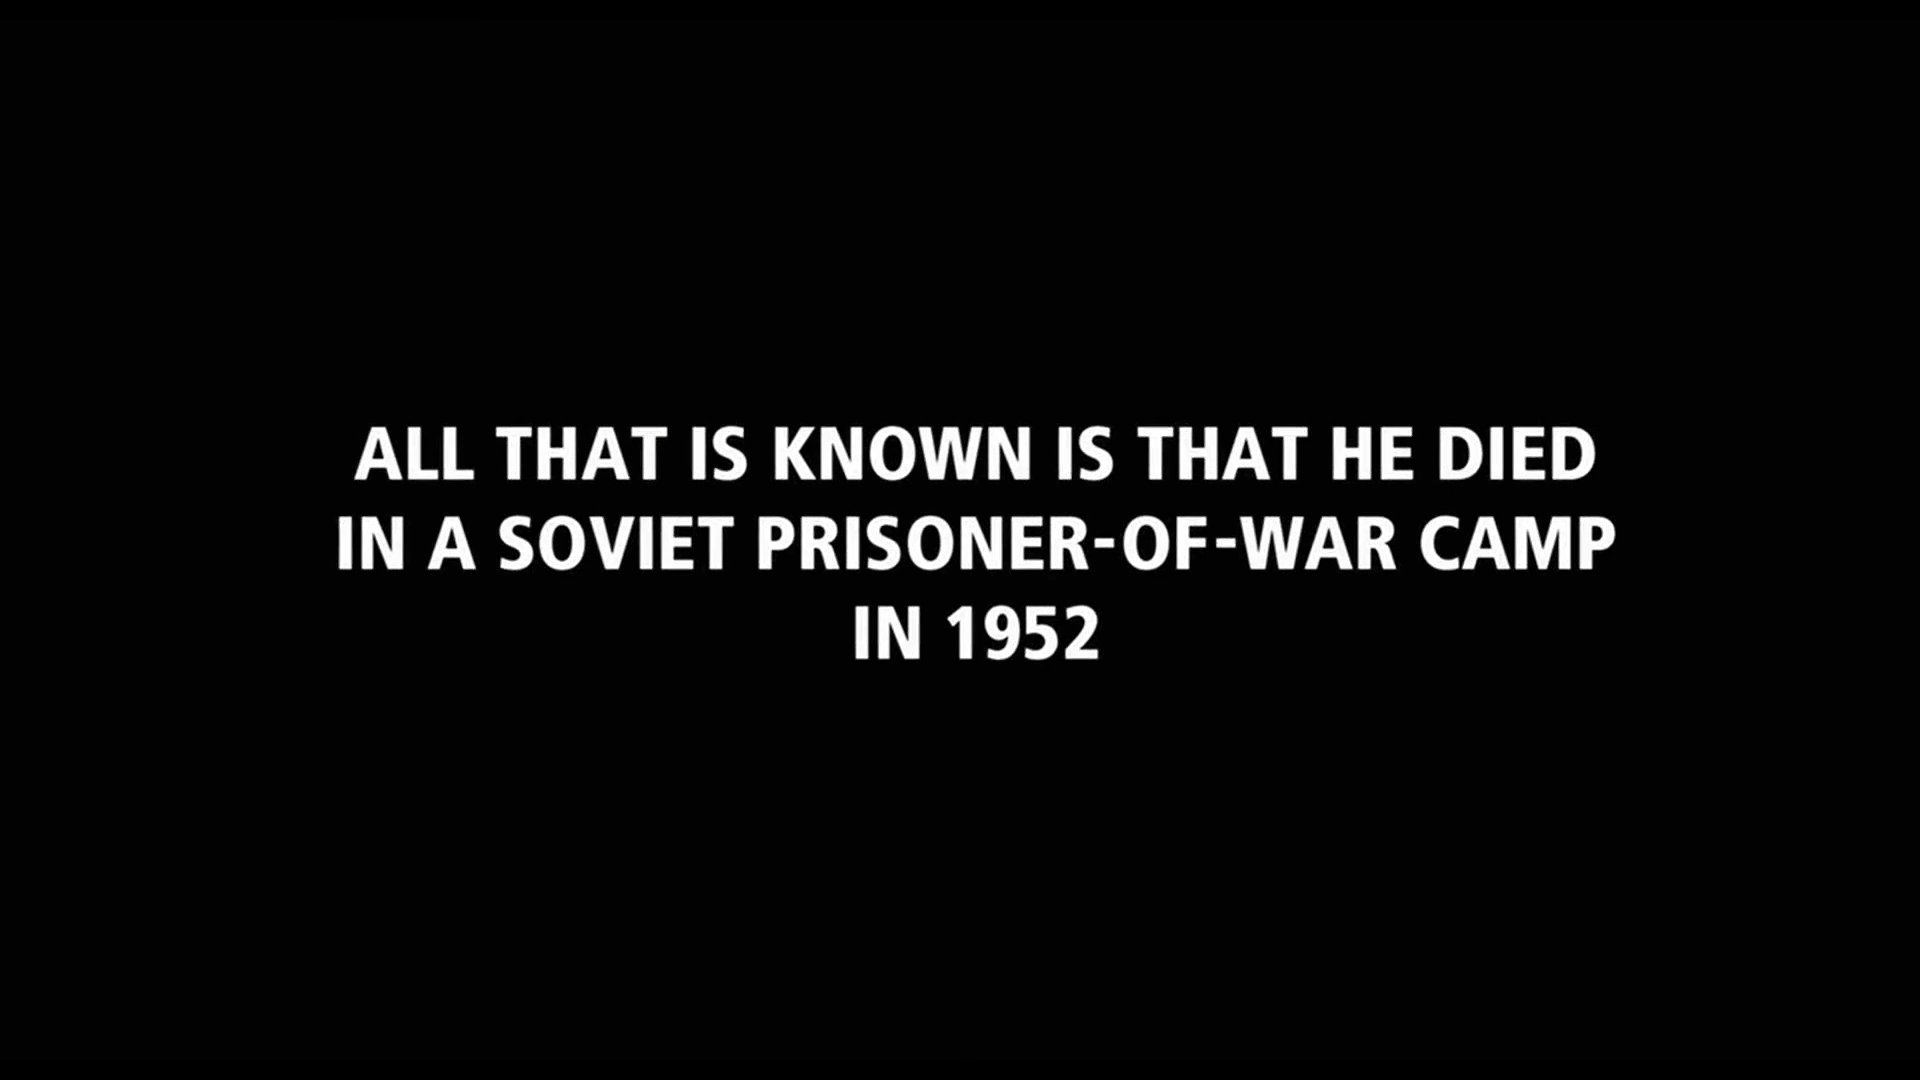 ALL THAT IS KNOWN IS THAT HE DIED
IN A SOVIET PRISONER-OF-WAR CAMP
IN 1952